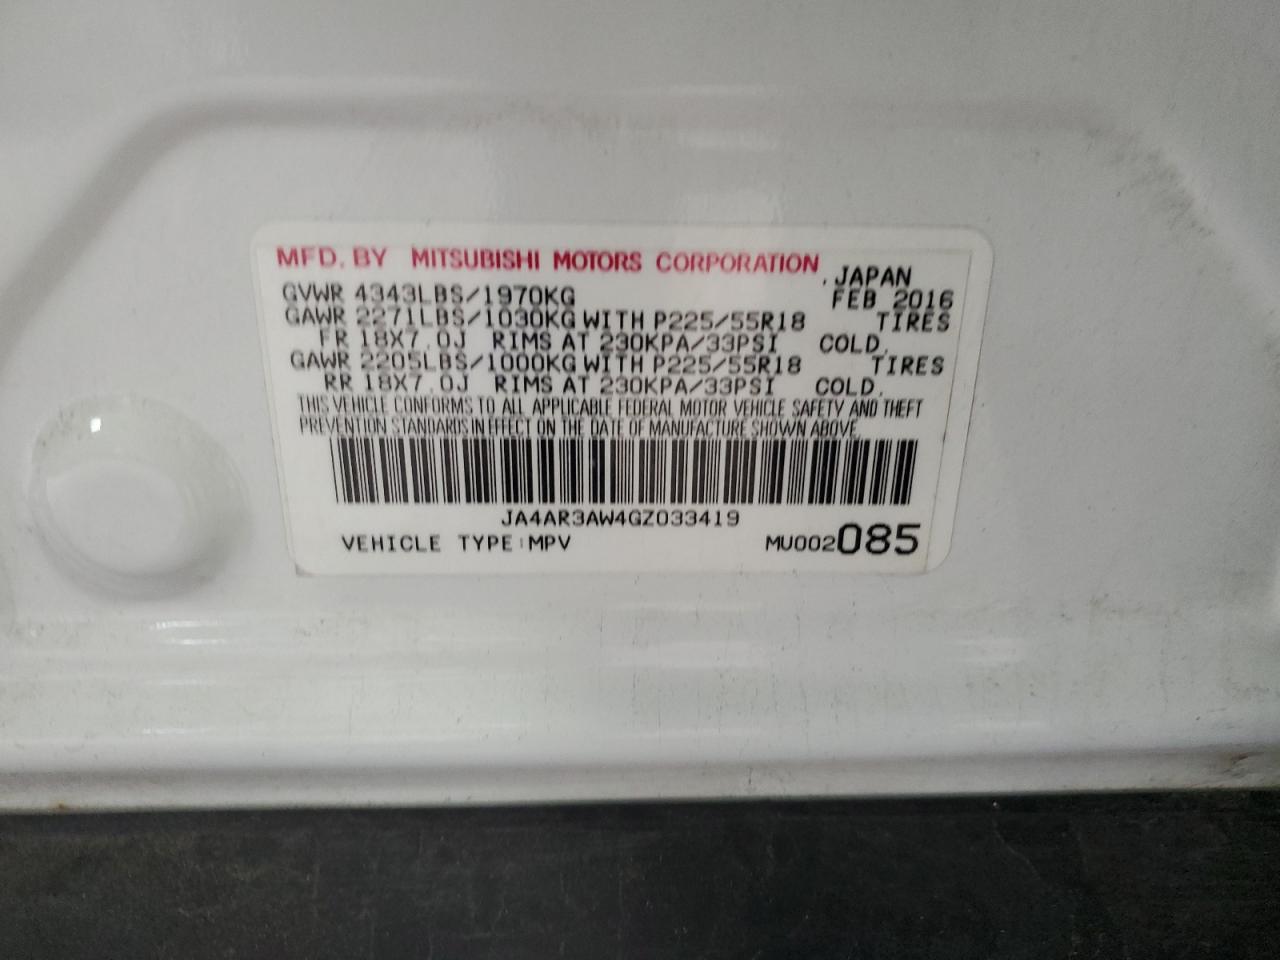 MFD. BY MITSUBISHI MOTORS CORPORATION, JAPAN
GVWR 4343LBS/1970KG FEB 2016
GAWR 2271LBS/1030KG WITH P225/55R18 TIRES
FR 18X7.0J RIMS AT 230KPA/33PSI COLD.
GAWR 2205LBS/1000KG WITH P225/55R18 TIRES
RR 18X7.0J RIMS AT 230KPA/33PSI COLD.
THIS VEHICLE CONFORMS TO ALL APPLICABLE FEDERAL MOTOR VEHICLE SAFETY AND THEFT
PREVENTION STANDARDS IN EFFECT ON THE DATE OF MANUFACTURE SHOWN ABOVE.
JA4AR3AW4GZ033419
VEHICLE TYPE:MPV MU002085